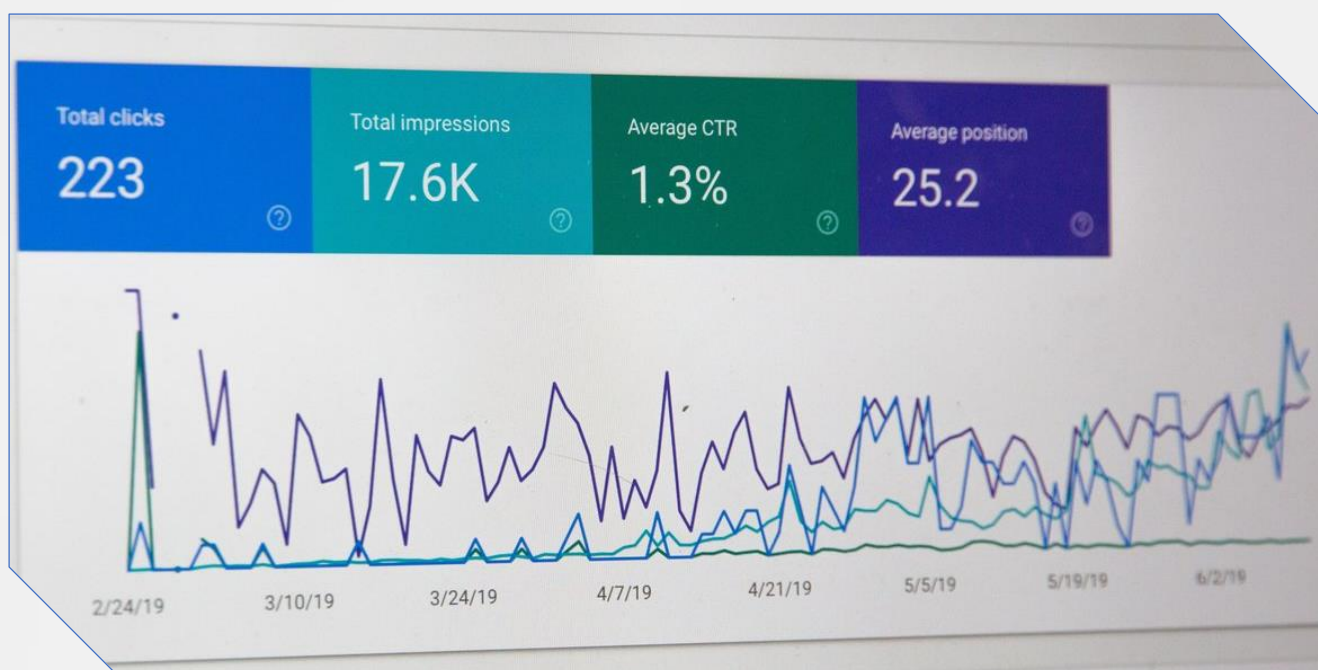 Total clicks
223
Total impressions
17.6K
Average CTR
1.3%
Average position
25.2
2/24/19
3/10/19
3/24/19
4/7/19
4/21/19
5/5/19
5/19/19
6/2/19